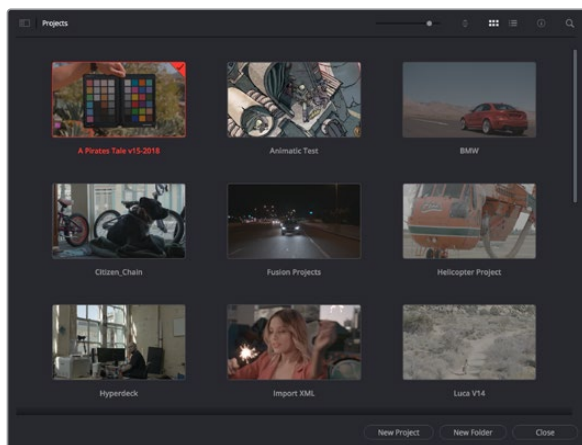 Projects
A Pirates Tale v15-2018
Animatic Test
BMW
Citizen_Chain
Fusion Projects
Helicopter Project
Hyperdeck
Import XML
Luca V14
New Project
New Folder
Close